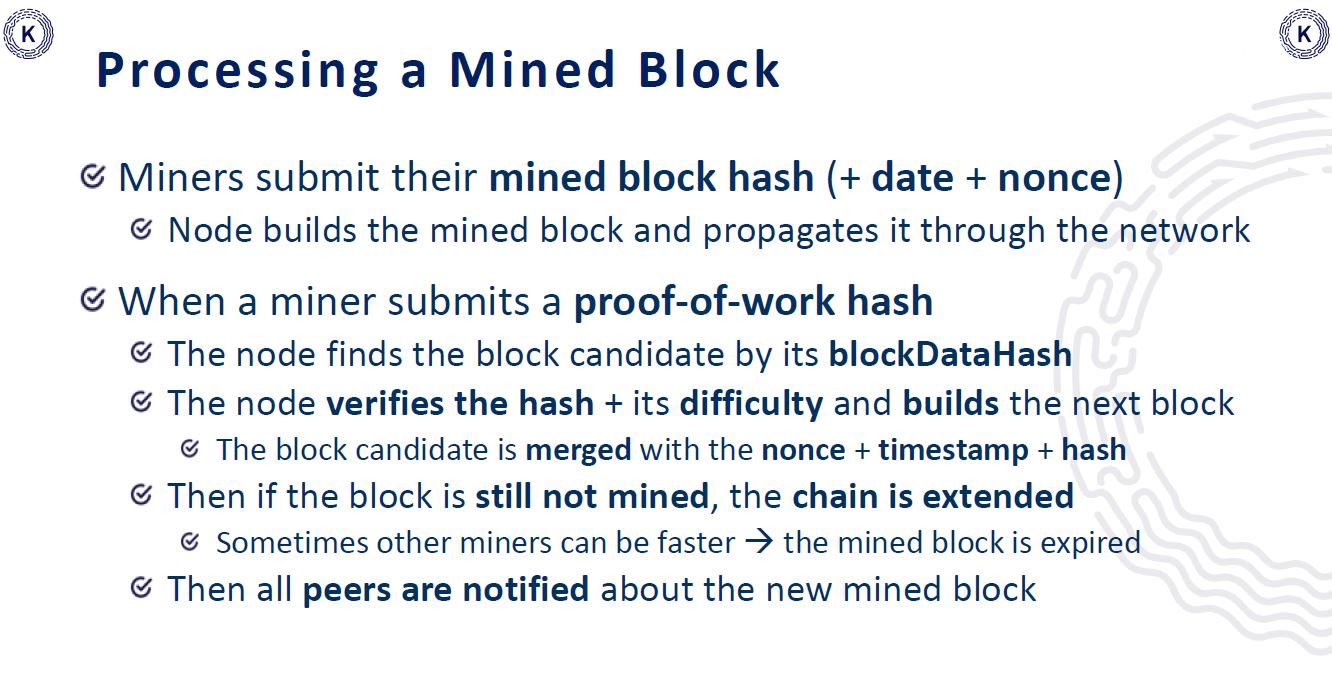 K
K
Processing a Mined Block
Miners submit their mined block hash (+ date + nonce)
Node builds the mined block and propagates it through the network
When a miner submits a proof-of-work hash
The node finds the block candidate by its blockDataHash
The node verifies the hash + its difficulty and builds the next block
The block candidate is merged with the nonce + timestamp + hash
Then if the block is still not mined, the chain is extended
Sometimes other miners can be faster → the mined block is expired
Then all peers are notified about the new mined block